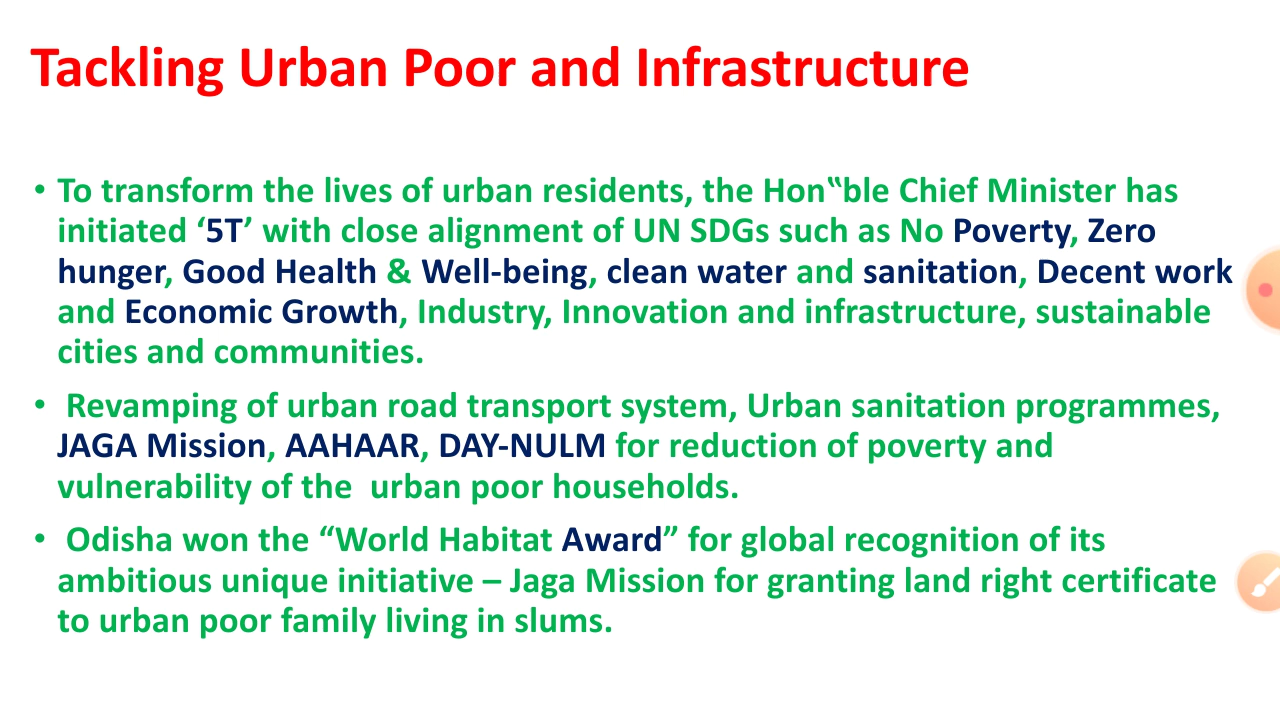 Tackling Urban Poor and Infrastructure
• To transform the lives of urban residents, the Hon‟ble Chief Minister has
initiated ‘5T’ with close alignment of UN SDGs such as No Poverty, Zero
hunger, Good Health & Well-being, clean water and sanitation, Decent work
and Economic Growth, Industry, Innovation and infrastructure, sustainable
cities and communities.
• Revamping of urban road transport system, Urban sanitation programmes,
JAGA Mission, AAHAAR, DAY-NULM for reduction of poverty and
vulnerability of the  urban poor households.
• Odisha won the “World Habitat Award” for global recognition of its
ambitious unique initiative – Jaga Mission for granting land right certificate
to urban poor family living in slums.